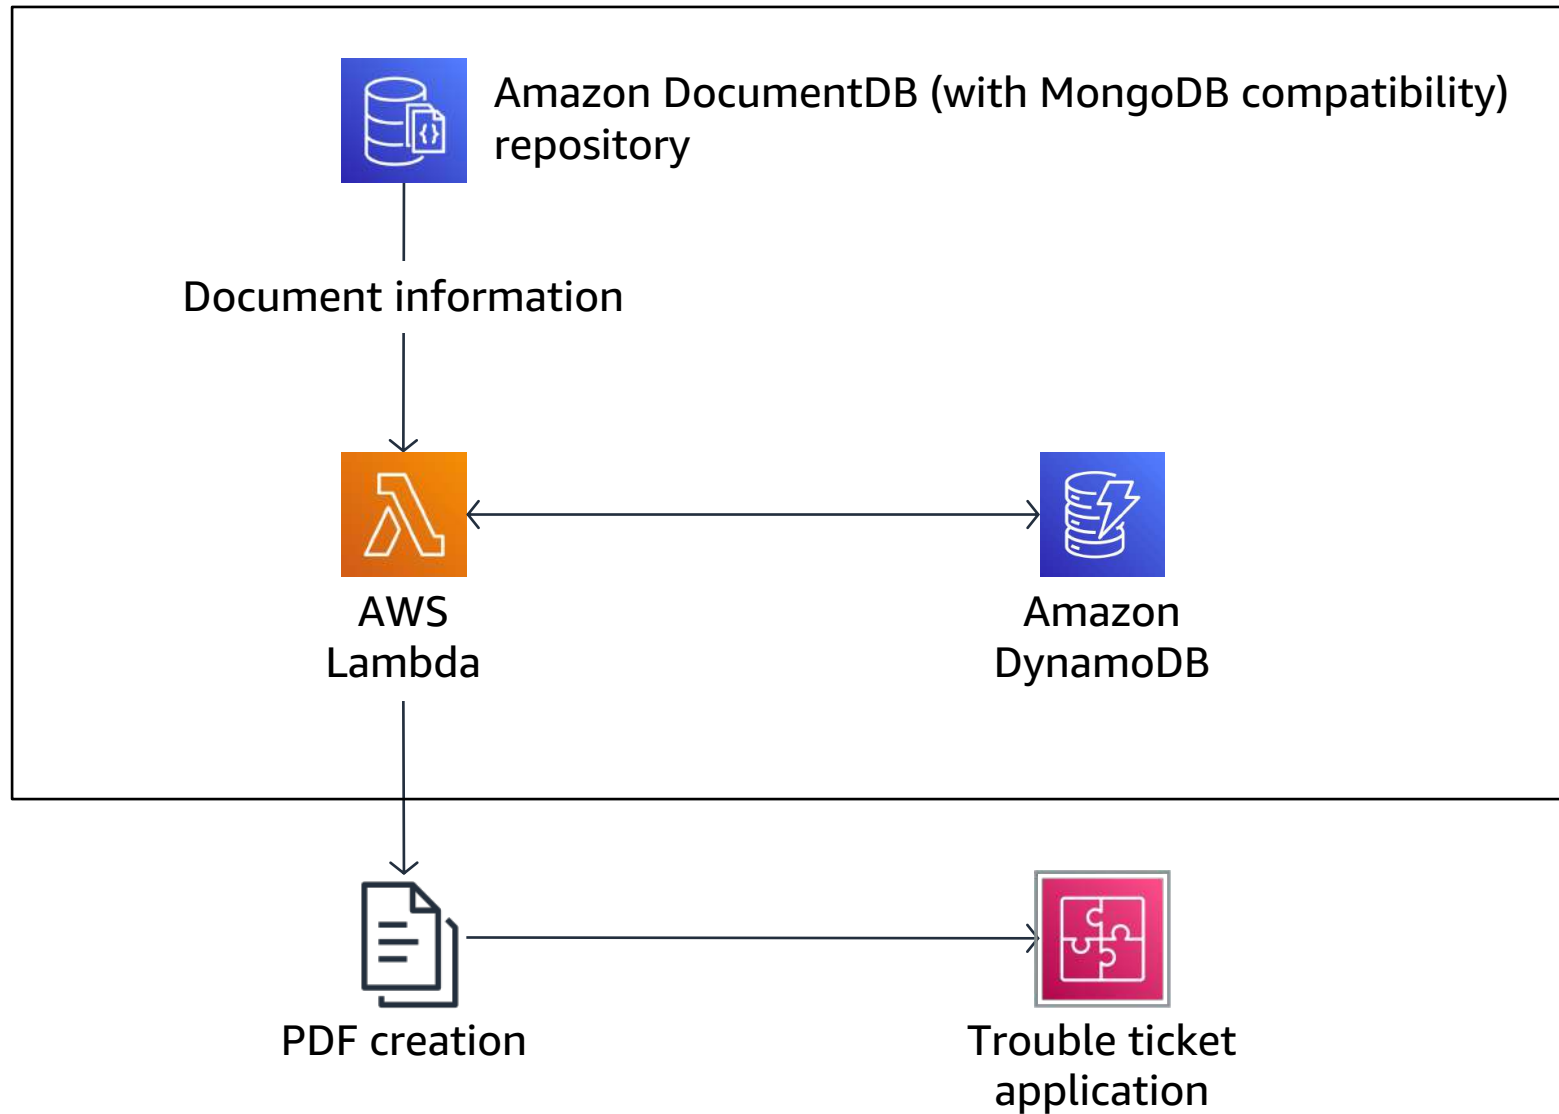 Amazon DocumentDB (with MongoDB compatibility)
repository
Document information
AWS
Lambda
Amazon
DynamoDB
PDF creation
Trouble ticket
application